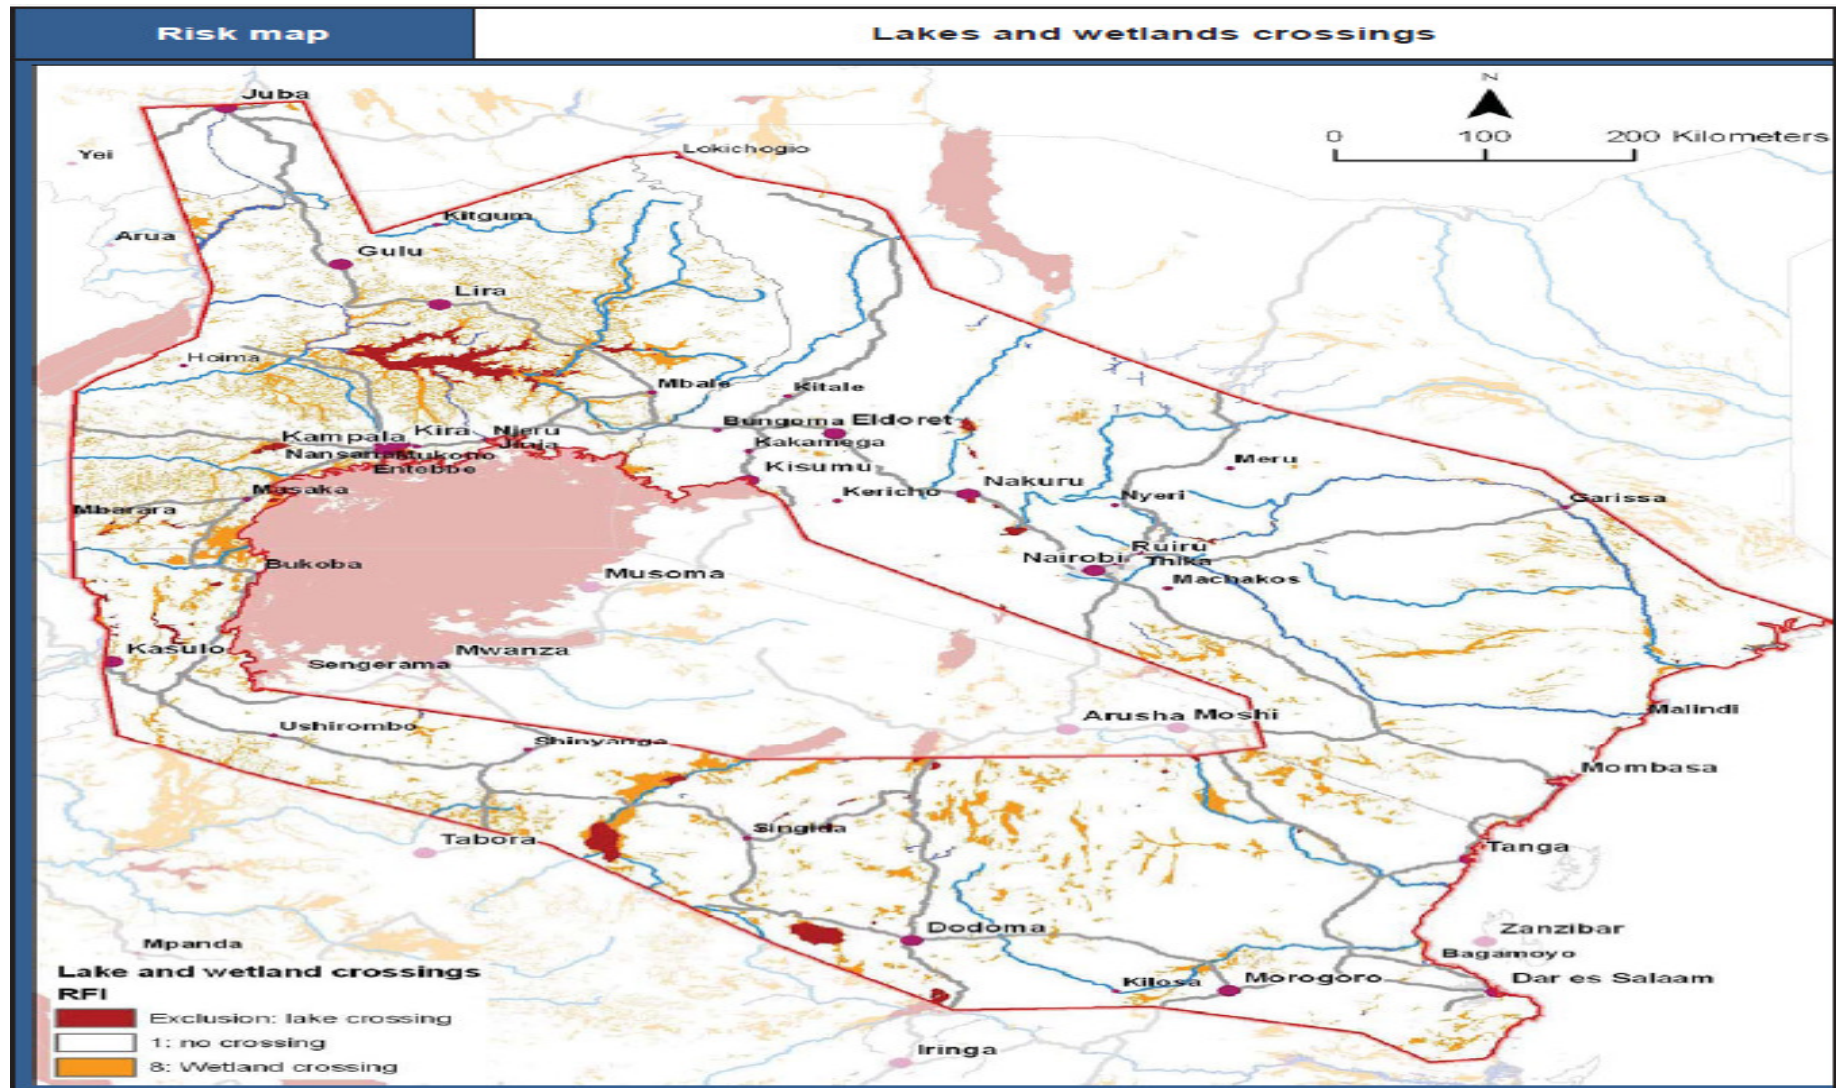 Risk map
Lakes and wetlands crossings
N
0 100 200 Kilometers
Juba
Yei
Lokichogio
Arua
Kitgum
Gulu
Lira
Hoima
Mbale
Kitale
Bungoma
Eldoret
Kampala
Kira
Njeru
Jinja
Kakamega
Nansana
Mukono
Entebbe
Kisumu
Meru
Masaka
Kericho
Nakuru
Nyeri
Garissa
Mbarara
Bukoba
Nairobi
Ruiru
Thika
Machakos
Musoma
Kasulo
Mwanza
Sengerama
Arusha
Moshi
Malindi
Ushirombo
Shinyanga
Mombasa
Singida
Tabora
Tanga
Dodoma
Zanzibar
Mpanda
Bagamoyo
Kilosa
Morogoro
Dar es Salaam
Iringa
Lake and wetland crossings
RFI
Exclusion: lake crossing
1: no crossing
8: Wetland crossing